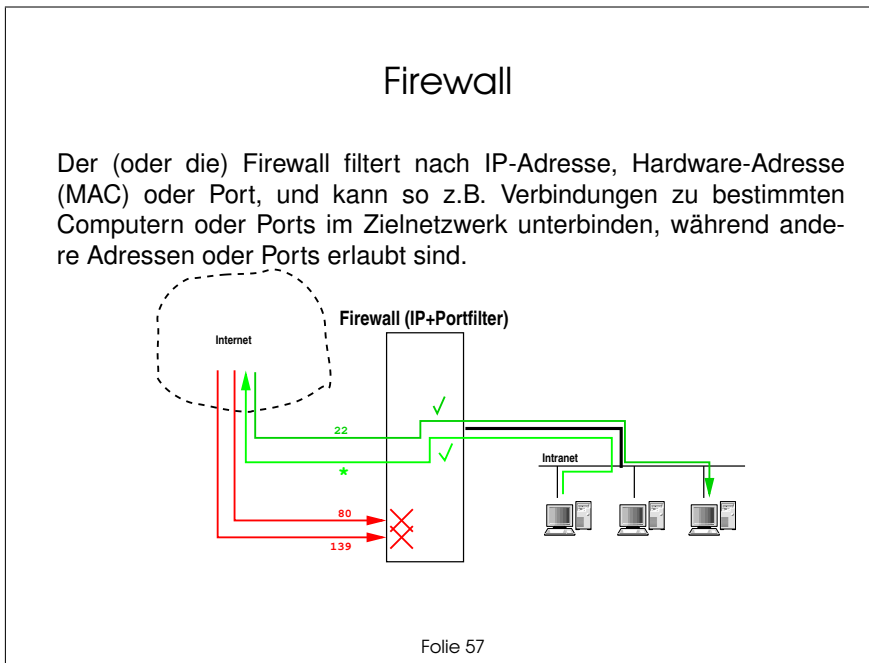 Firewall
Der (oder die) Firewall filtert nach IP-Adresse, Hardware-Adresse
(MAC) oder Port, und kann so z.B. Verbindungen zu bestimmten
Computern oder Ports im Zielnetzwerk unterbinden, während ande-
re Adressen oder Ports erlaubt sind.
Firewall (IP+Portfilter)
Internet
22
*
Intranet
80
139
Folie 57